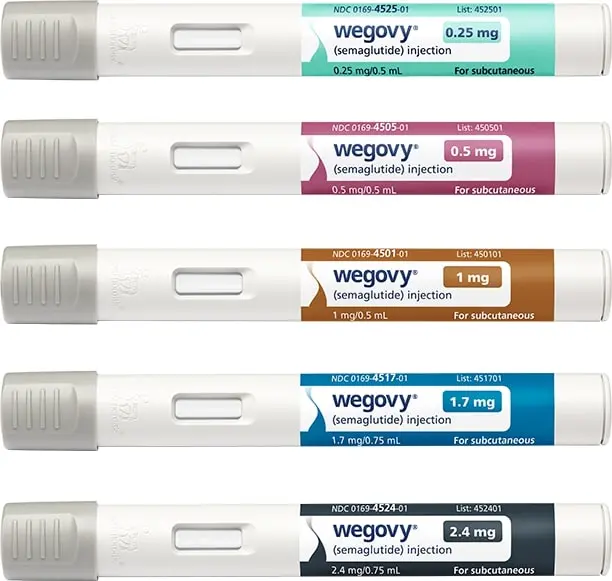 NDC 0169-4525-01 List: 452501
wegovy® 0.25 mg
(semaglutide) injection
0.25 mg/0.5 mL For subcutaneous
NDC 0169-4505-01 List: 450501
wegovy® 0.5 mg
(semaglutide) injection
0.5 mg/0.5 mL For subcutaneous
NDC 0169-4501-01 List: 450101
wegovy® 1 mg
(semaglutide) injection
1 mg/0.5 mL For subcutaneous
NDC 0169-4517-01 List: 451701
wegovy® 1.7 mg
(semaglutide) injection
1.7 mg/0.75 mL For subcutaneous
NDC 0169-4524-01 List: 452401
wegovy® 2.4 mg
(semaglutide) injection
2.4 mg/0.75 mL For subcutaneous